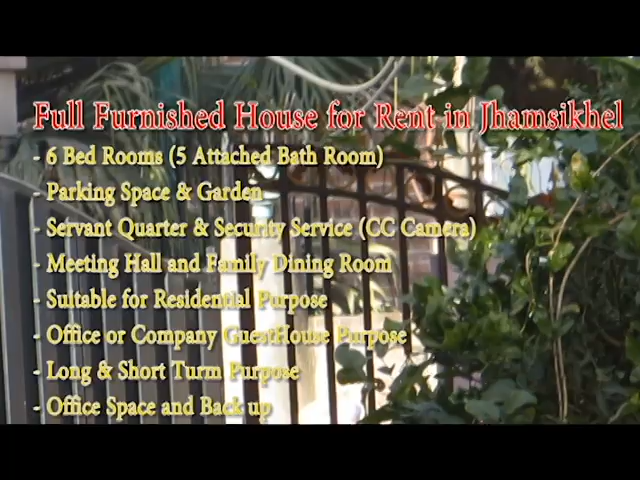 Full Furnished House for Rent in Jhamsikhel
- 6 Bed Rooms (5 Attached Bath Room)
- Parking Space & Garden
- Servant Quarter & Security Service (CC Camera)
- Meeting Hall and Family Dining Room
- Suitable for Residential Purpose
- Office or Company GuestHouse Purpose
- Long & Short Turm Purpose
- Office Space and Back up